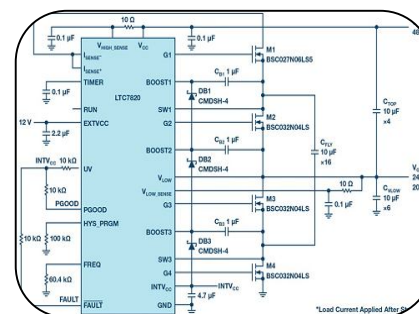 10 Ω
0.1 µF
0.1 µF
48
VHIGH_SENSE
VCC
ISENSE-
ISENSE+
G1
M1
BSC027N06LS5
TIMER
BOOST1
CB1 1 µF
0.1 µF
DB1
CMDSH-4
CTOP
10 µF
×4
RUN
LTC7820
SW1
M2
BSC032N04LS
12 V
EXTVCC
G2
2.2 µF
CFLY
10 µF
×16
BOOST2
CB2 1 µF
INTVCC
10 kΩ
UV
DB2
CMDSH-4
VLOW
24
20
10 kΩ
VLOW_SENSE
10 Ω
PGOOD
PGOOD
G3
M3
BSC032N04LS
0.1 µF
CVLOW
10 µF
×6
HYS_PRGM
10 kΩ
100 kΩ
BOOST3
CB3 1 µF
DB3
CMDSH-4
FREQ
SW3
60.4 kΩ
G4
M4
BSC032N04LS
INTVCC
INTVCC
FAULT
FAULT
GND
4.7 µF
*Load Current Applied After